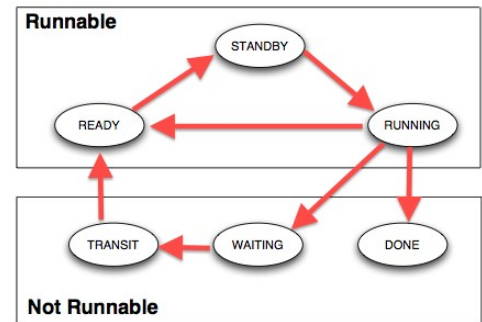 Runnable
STANDBY
READY
RUNNING
TRANSIT
WAITING
DONE
Not Runnable